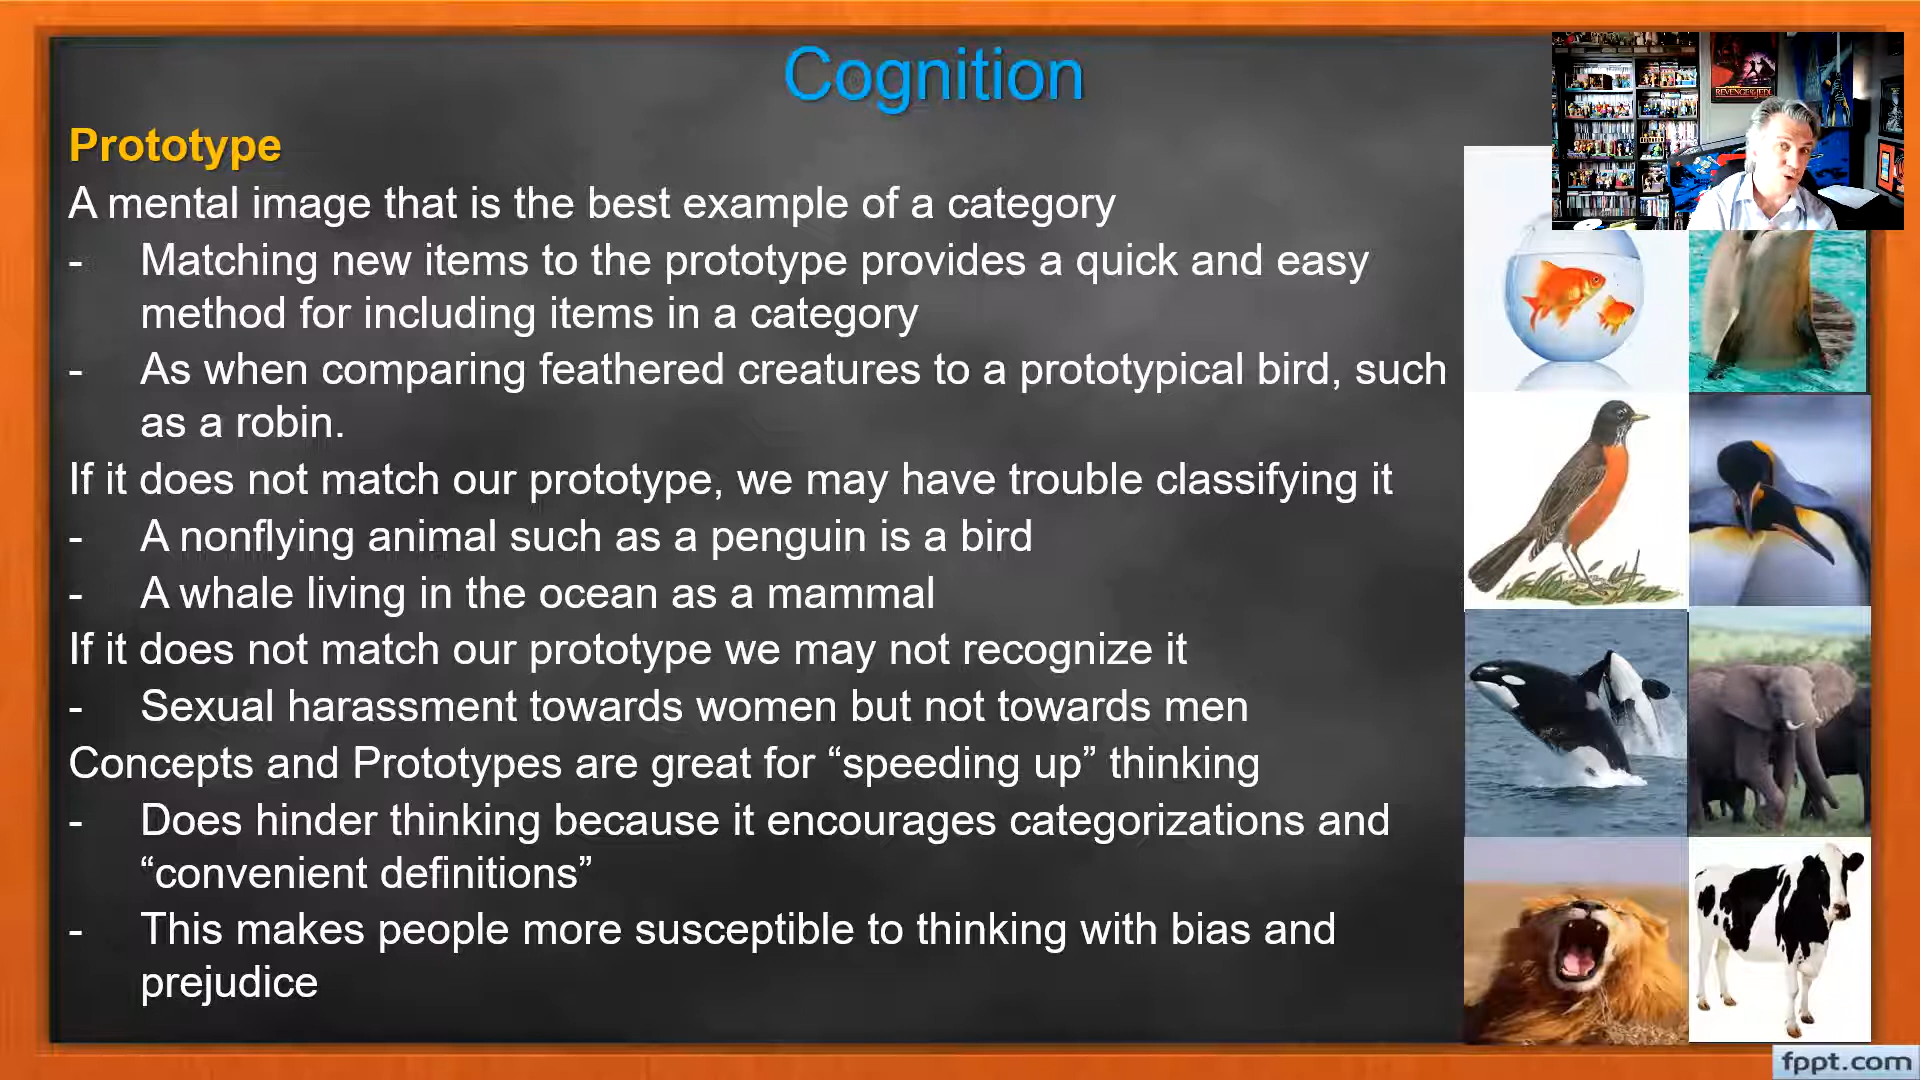 Cognition
REVENGE OF THE JEDI
Prototype
A mental image that is the best example of a category
- Matching new items to the prototype provides a quick and easy
method for including items in a category
- As when comparing feathered creatures to a prototypical bird, such
as a robin.
If it does not match our prototype, we may have trouble classifying it
- A nonflying animal such as a penguin is a bird
- A whale living in the ocean as a mammal
If it does not match our prototype we may not recognize it
- Sexual harassment towards women but not towards men
Concepts and Prototypes are great for “speeding up” thinking
- Does hinder thinking because it encourages categorizations and
“convenient definitions”
- This makes people more susceptible to thinking with bias and
prejudice
fppt.com